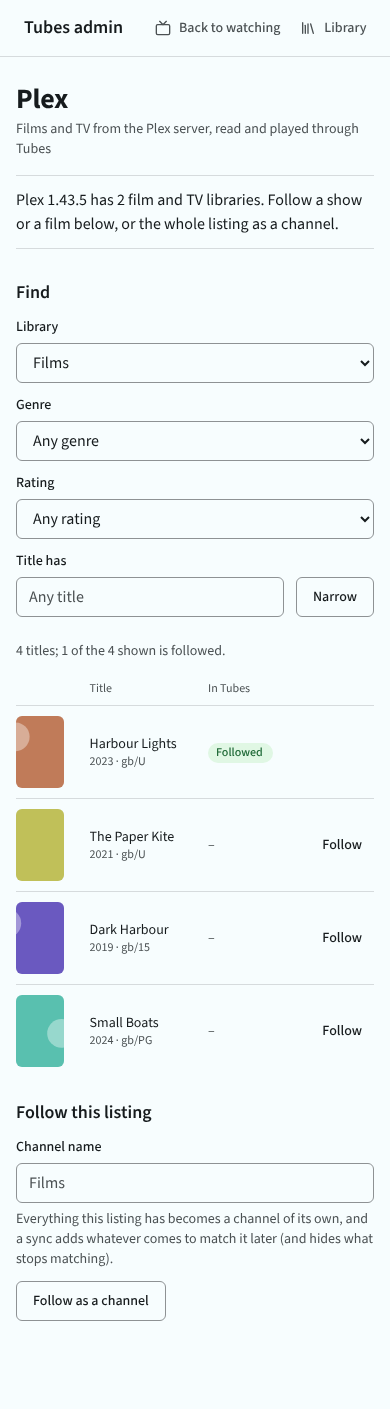 Tubes admin
Back to watching
Library
Plex
Films and TV from the Plex server, read and played through
Tubes
Plex 1.43.5 has 2 film and TV libraries. Follow a show
or a film below, or the whole listing as a channel.
Find
Library
Films
Genre
Any genre
Rating
Any rating
Title has
Any title
Narrow
4 titles; 1 of the 4 shown is followed.
Title
In Tubes
Harbour Lights
2023 · gb/U
Followed
The Paper Kite
2021 · gb/U
–
Follow
Dark Harbour
2019 · gb/15
–
Follow
Small Boats
2024 · gb/PG
–
Follow
Follow this listing
Channel name
Films
Everything this listing has becomes a channel of its own, and
a sync adds whatever comes to match it later (and hides what
stops matching).
Follow as a channel